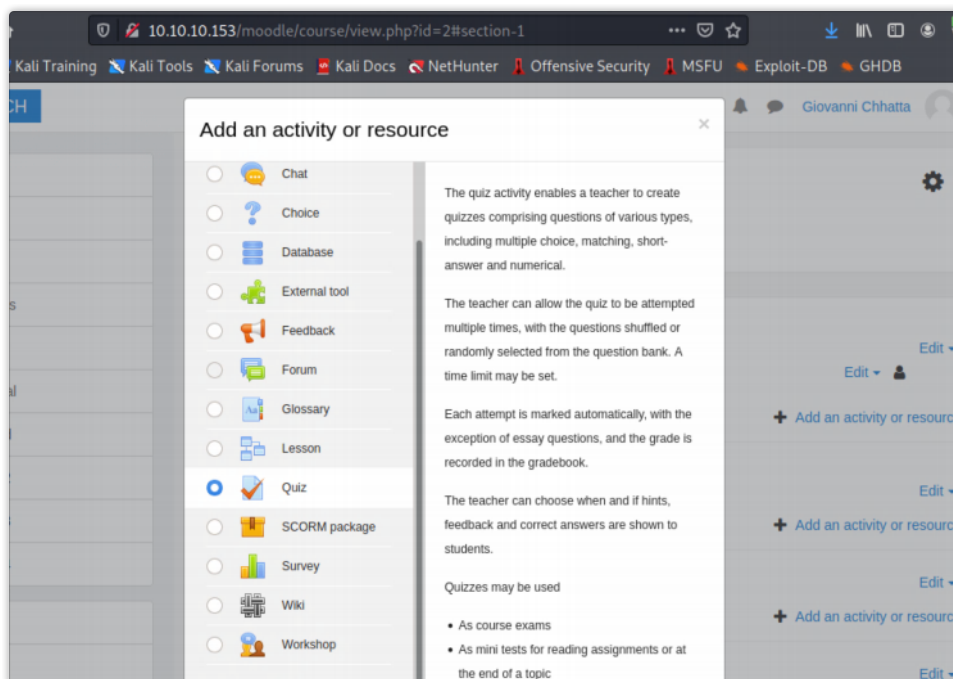 10.10.10.153/moodle/course/view.php?id=2#section-1
Kali Training Kali Tools Kali Forums Kali Docs NetHunter Offensive Security MSFU Exploit-DB GHDB
CH
Giovanni Chhatta
Add an activity or resource
×
Chat
Choice
Database
External tool
Feedback
Forum
Glossary
Lesson
Quiz
SCORM package
Survey
Wiki
Workshop
The quiz activity enables a teacher to create
quizzes comprising questions of various types,
including multiple choice, matching, short-
answer and numerical.
The teacher can allow the quiz to be attempted
multiple times, with the questions shuffled or
randomly selected from the question bank. A
time limit may be set.
Each attempt is marked automatically, with the
exception of essay questions, and the grade is
recorded in the gradebook.
The teacher can choose when and if hints,
feedback and correct answers are shown to
students.
Quizzes may be used
• As course exams
• As mini tests for reading assignments or at
the end of a topic
s
al
Edit
Edit
Add an activity or resourc
Edit
Add an activity or resourc
Edit
Add an activity or resourc
Edit